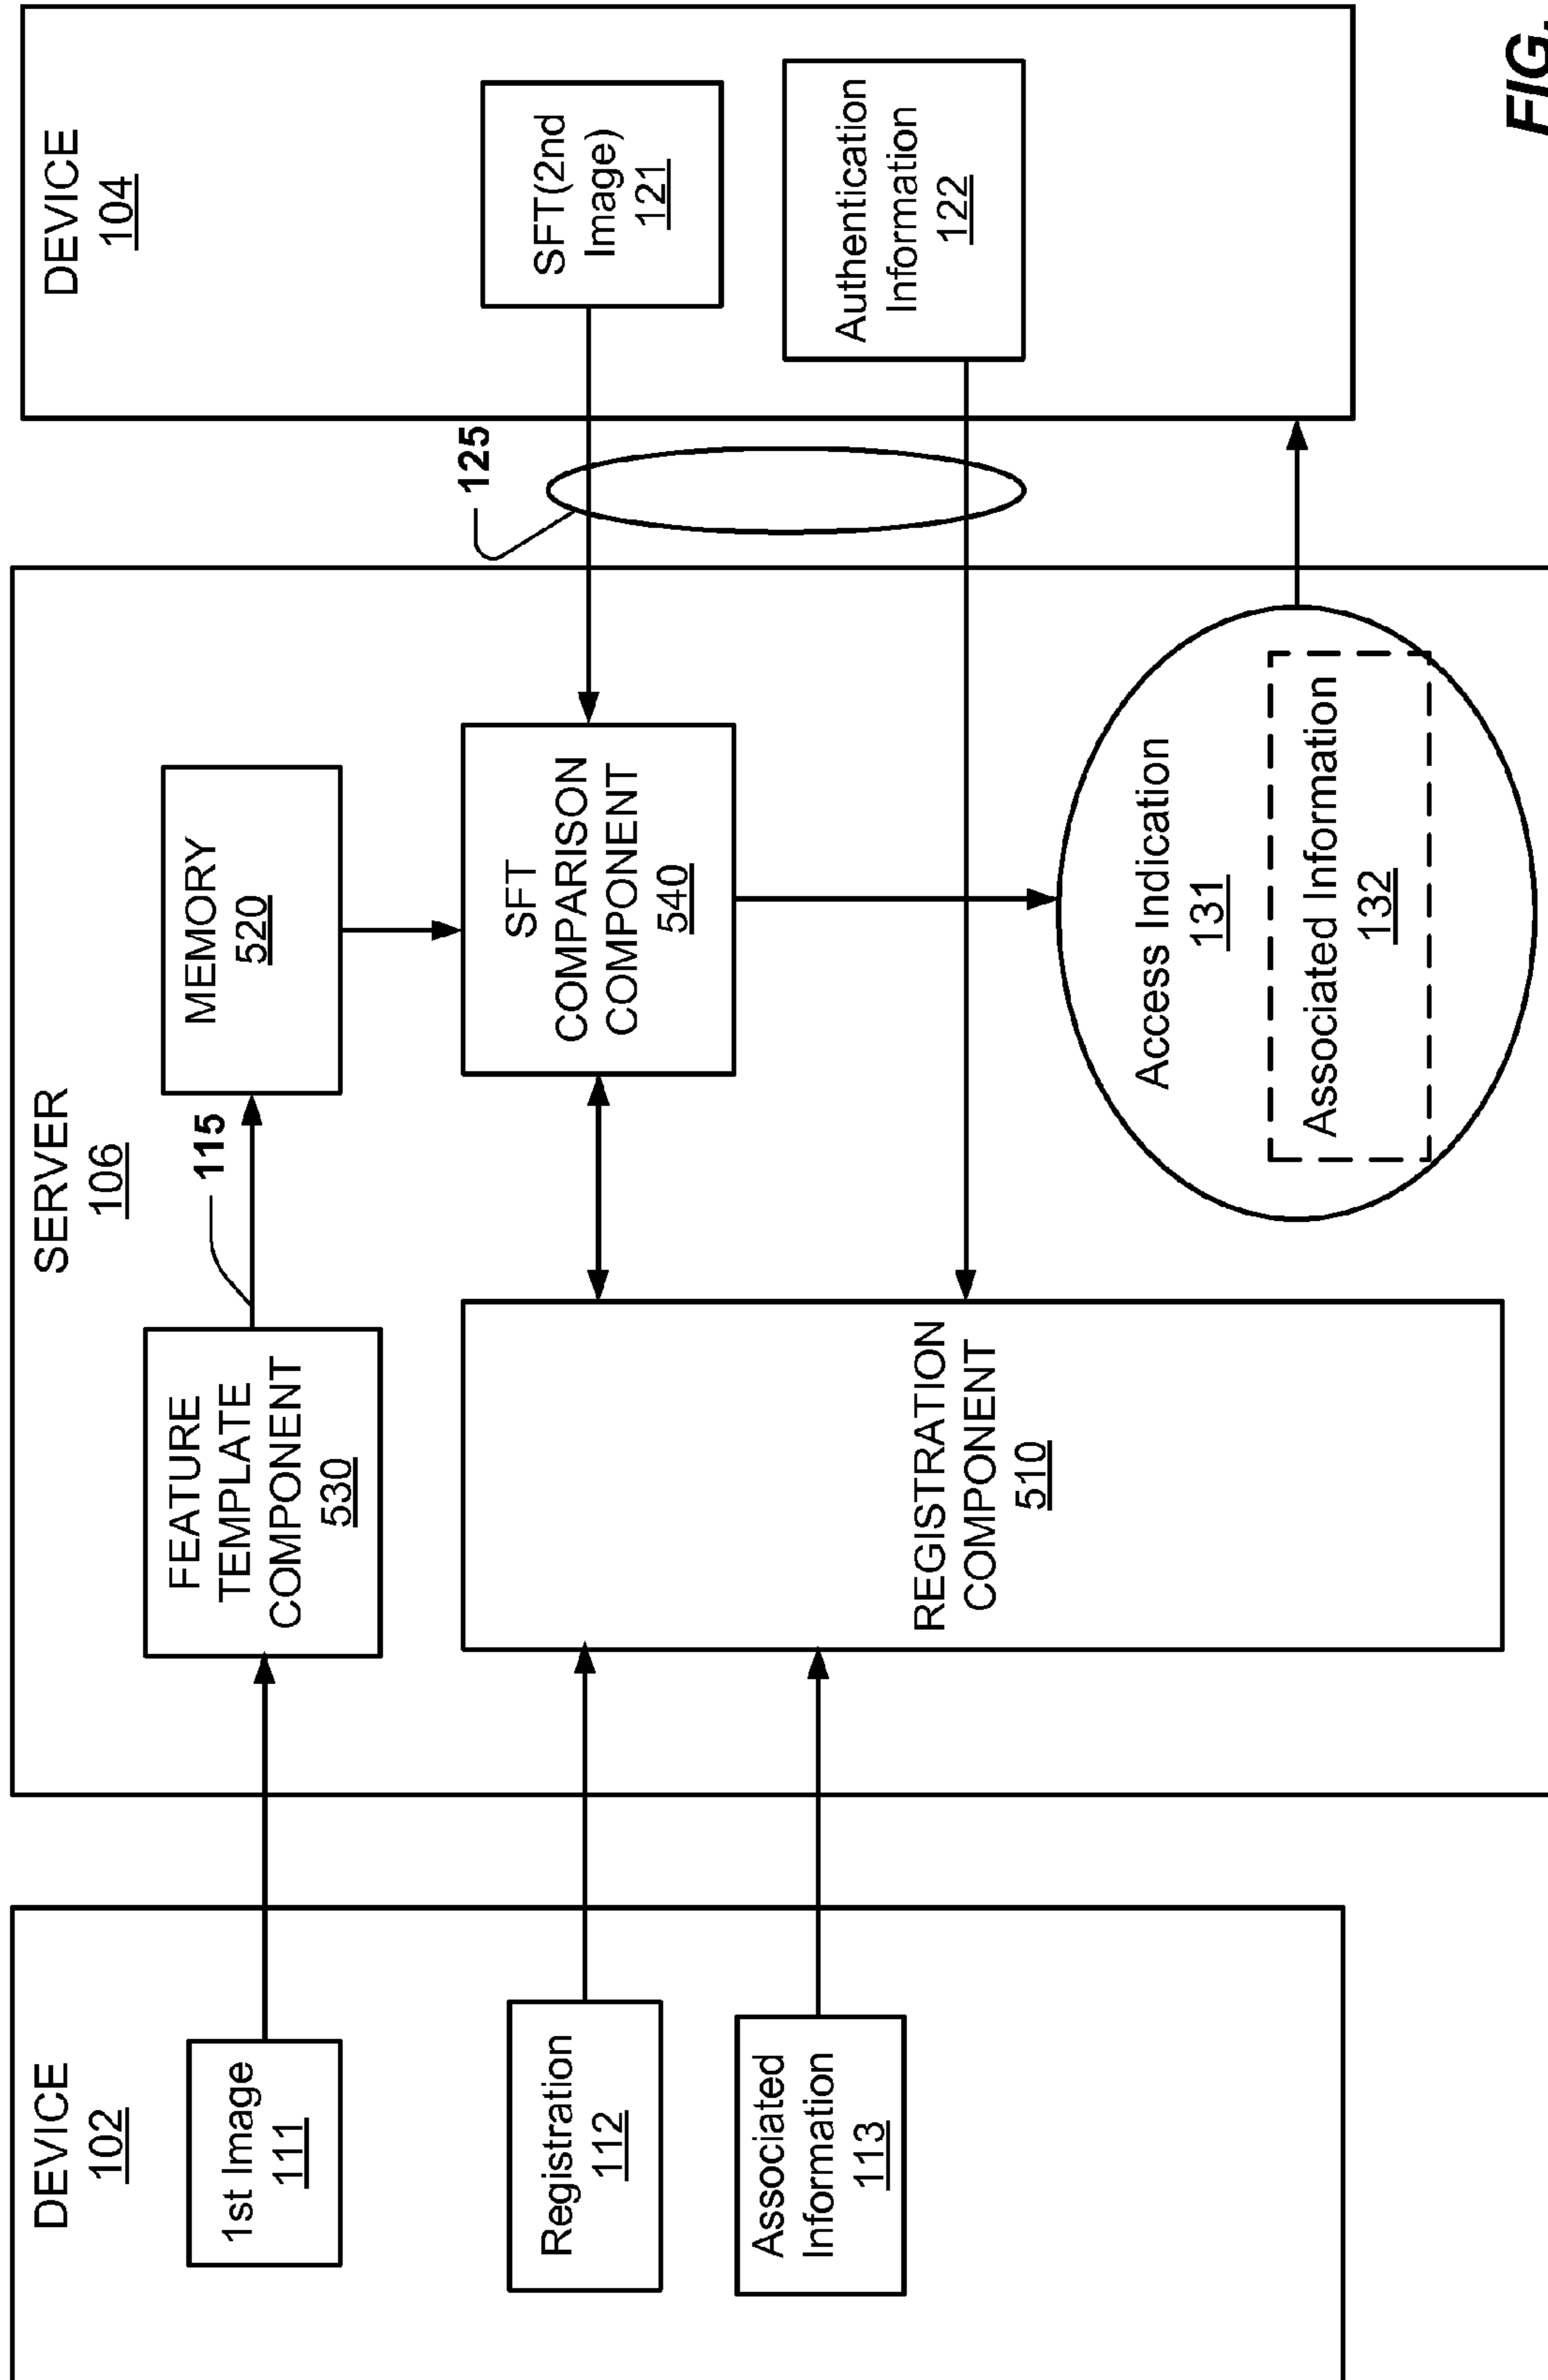 DEVICE
102
1st Image
111
Registration
112
Associated
Information
113
SERVER
106
FEATURE
TEMPLATE
COMPONENT
530
115
MEMORY
520
SFT
COMPARISON
COMPONENT
540
REGISTRATION
COMPONENT
510
Access Indication
131
Associated Information
132
125
DEVICE
104
SFT(2nd
Image)
121
Authentication
Information
122
FIG.